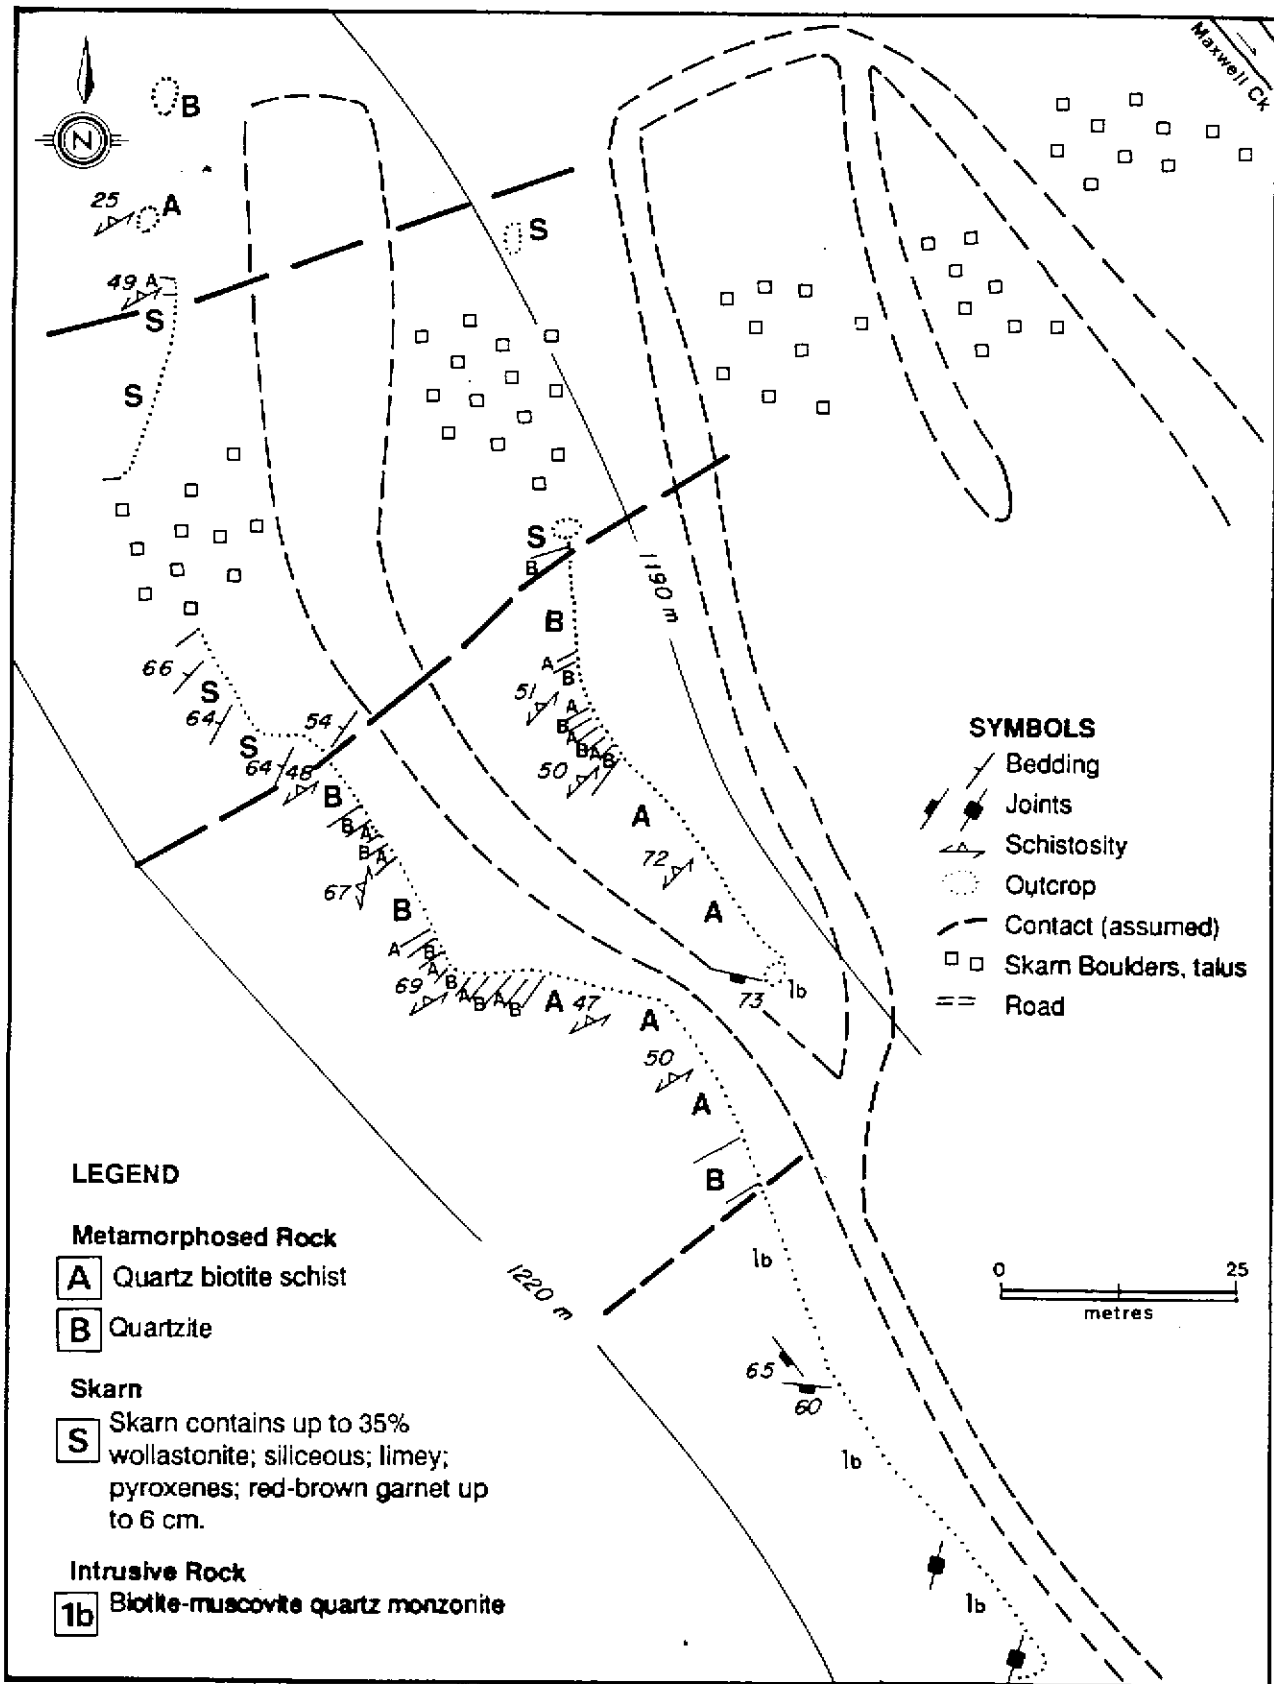 Maxwell Ck
N
B
25
A
S
49
A
S
S
S
B
1190 m
B
A
B
66
S
64
54
51
A
B
A
B
A
B
S
64
48
50
B
B
A
B
A
A
72
67
B
A
A
B
A
B
69
A
B
A
B
A
47
A
73
1b
50
A
B
SYMBOLS
Bedding
Joints
Schistosity
Outcrop
Contact (assumed)
Skarn Boulders, talus
Road
LEGEND
Metamorphosed Rock
A Quartz biotite schist
B Quartzite
Skarn
S Skarn contains up to 35%
wollastonite; siliceous; limey;
pyroxenes; red-brown garnet up
to 6 cm.
Intrusive Rock
1b Biotite-muscovite quartz monzonite
1220 m
1b
0 25
metres
65
60
1b
1b